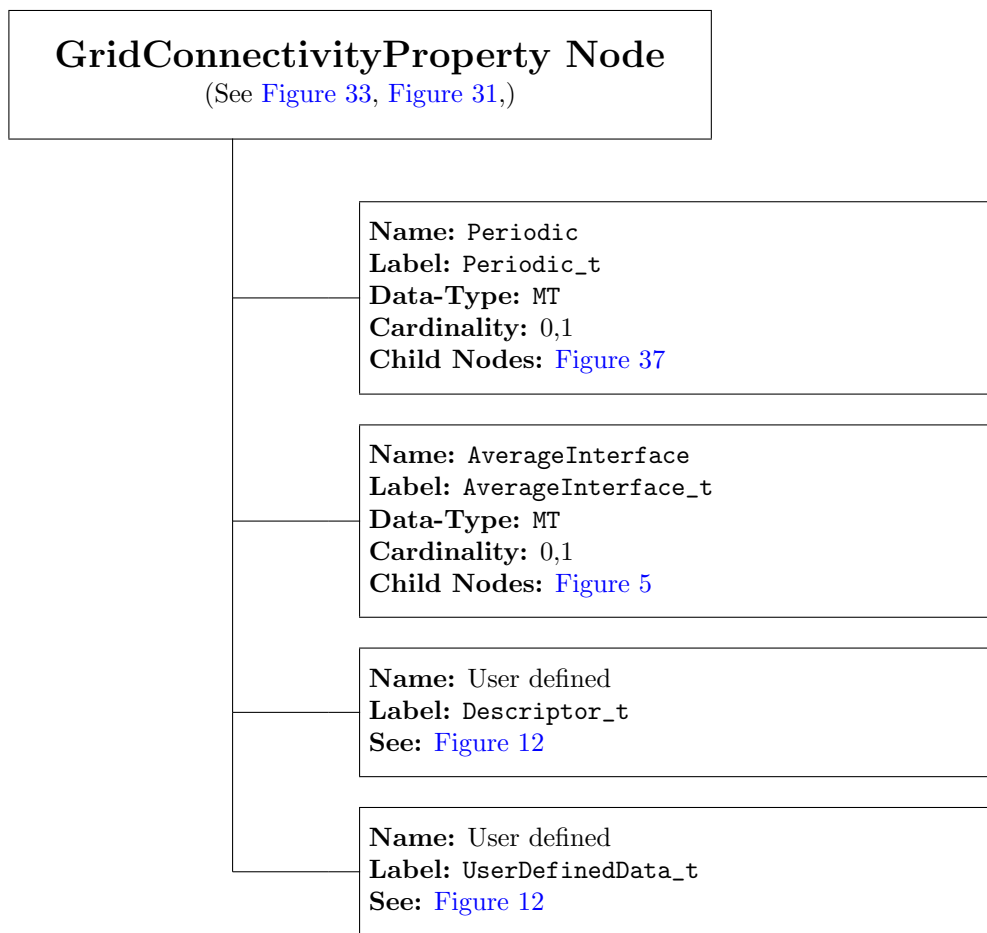 GridConnectivityProperty Node
(See Figure 33, Figure 31,)
Name: Periodic
Label: Periodic_t
Data-Type: MT
Cardinality: 0,1
Child Nodes: Figure 37
Name: AverageInterface
Label: AverageInterface_t
Data-Type: MT
Cardinality: 0,1
Child Nodes: Figure 5
Name: User defined
Label: Descriptor_t
See: Figure 12
Name: User defined
Label: UserDefinedData_t
See: Figure 12